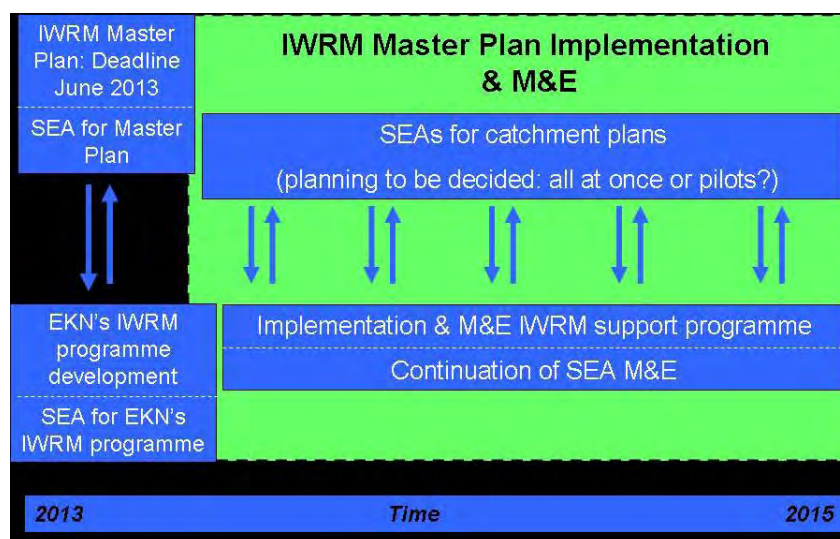 IWRM Master
Plan: Deadline
June 2013
SEA for Master
Plan
IWRM Master Plan Implementation
& M&E
SEAs for catchment plans
(planning to be decided: all at once or pilots?)
EKN's IWRM
programme
development
SEA for EKN's
IWRM programme
Implementation & M&E IWRM support programme
Continuation of SEA M&E
2013 Time 2015